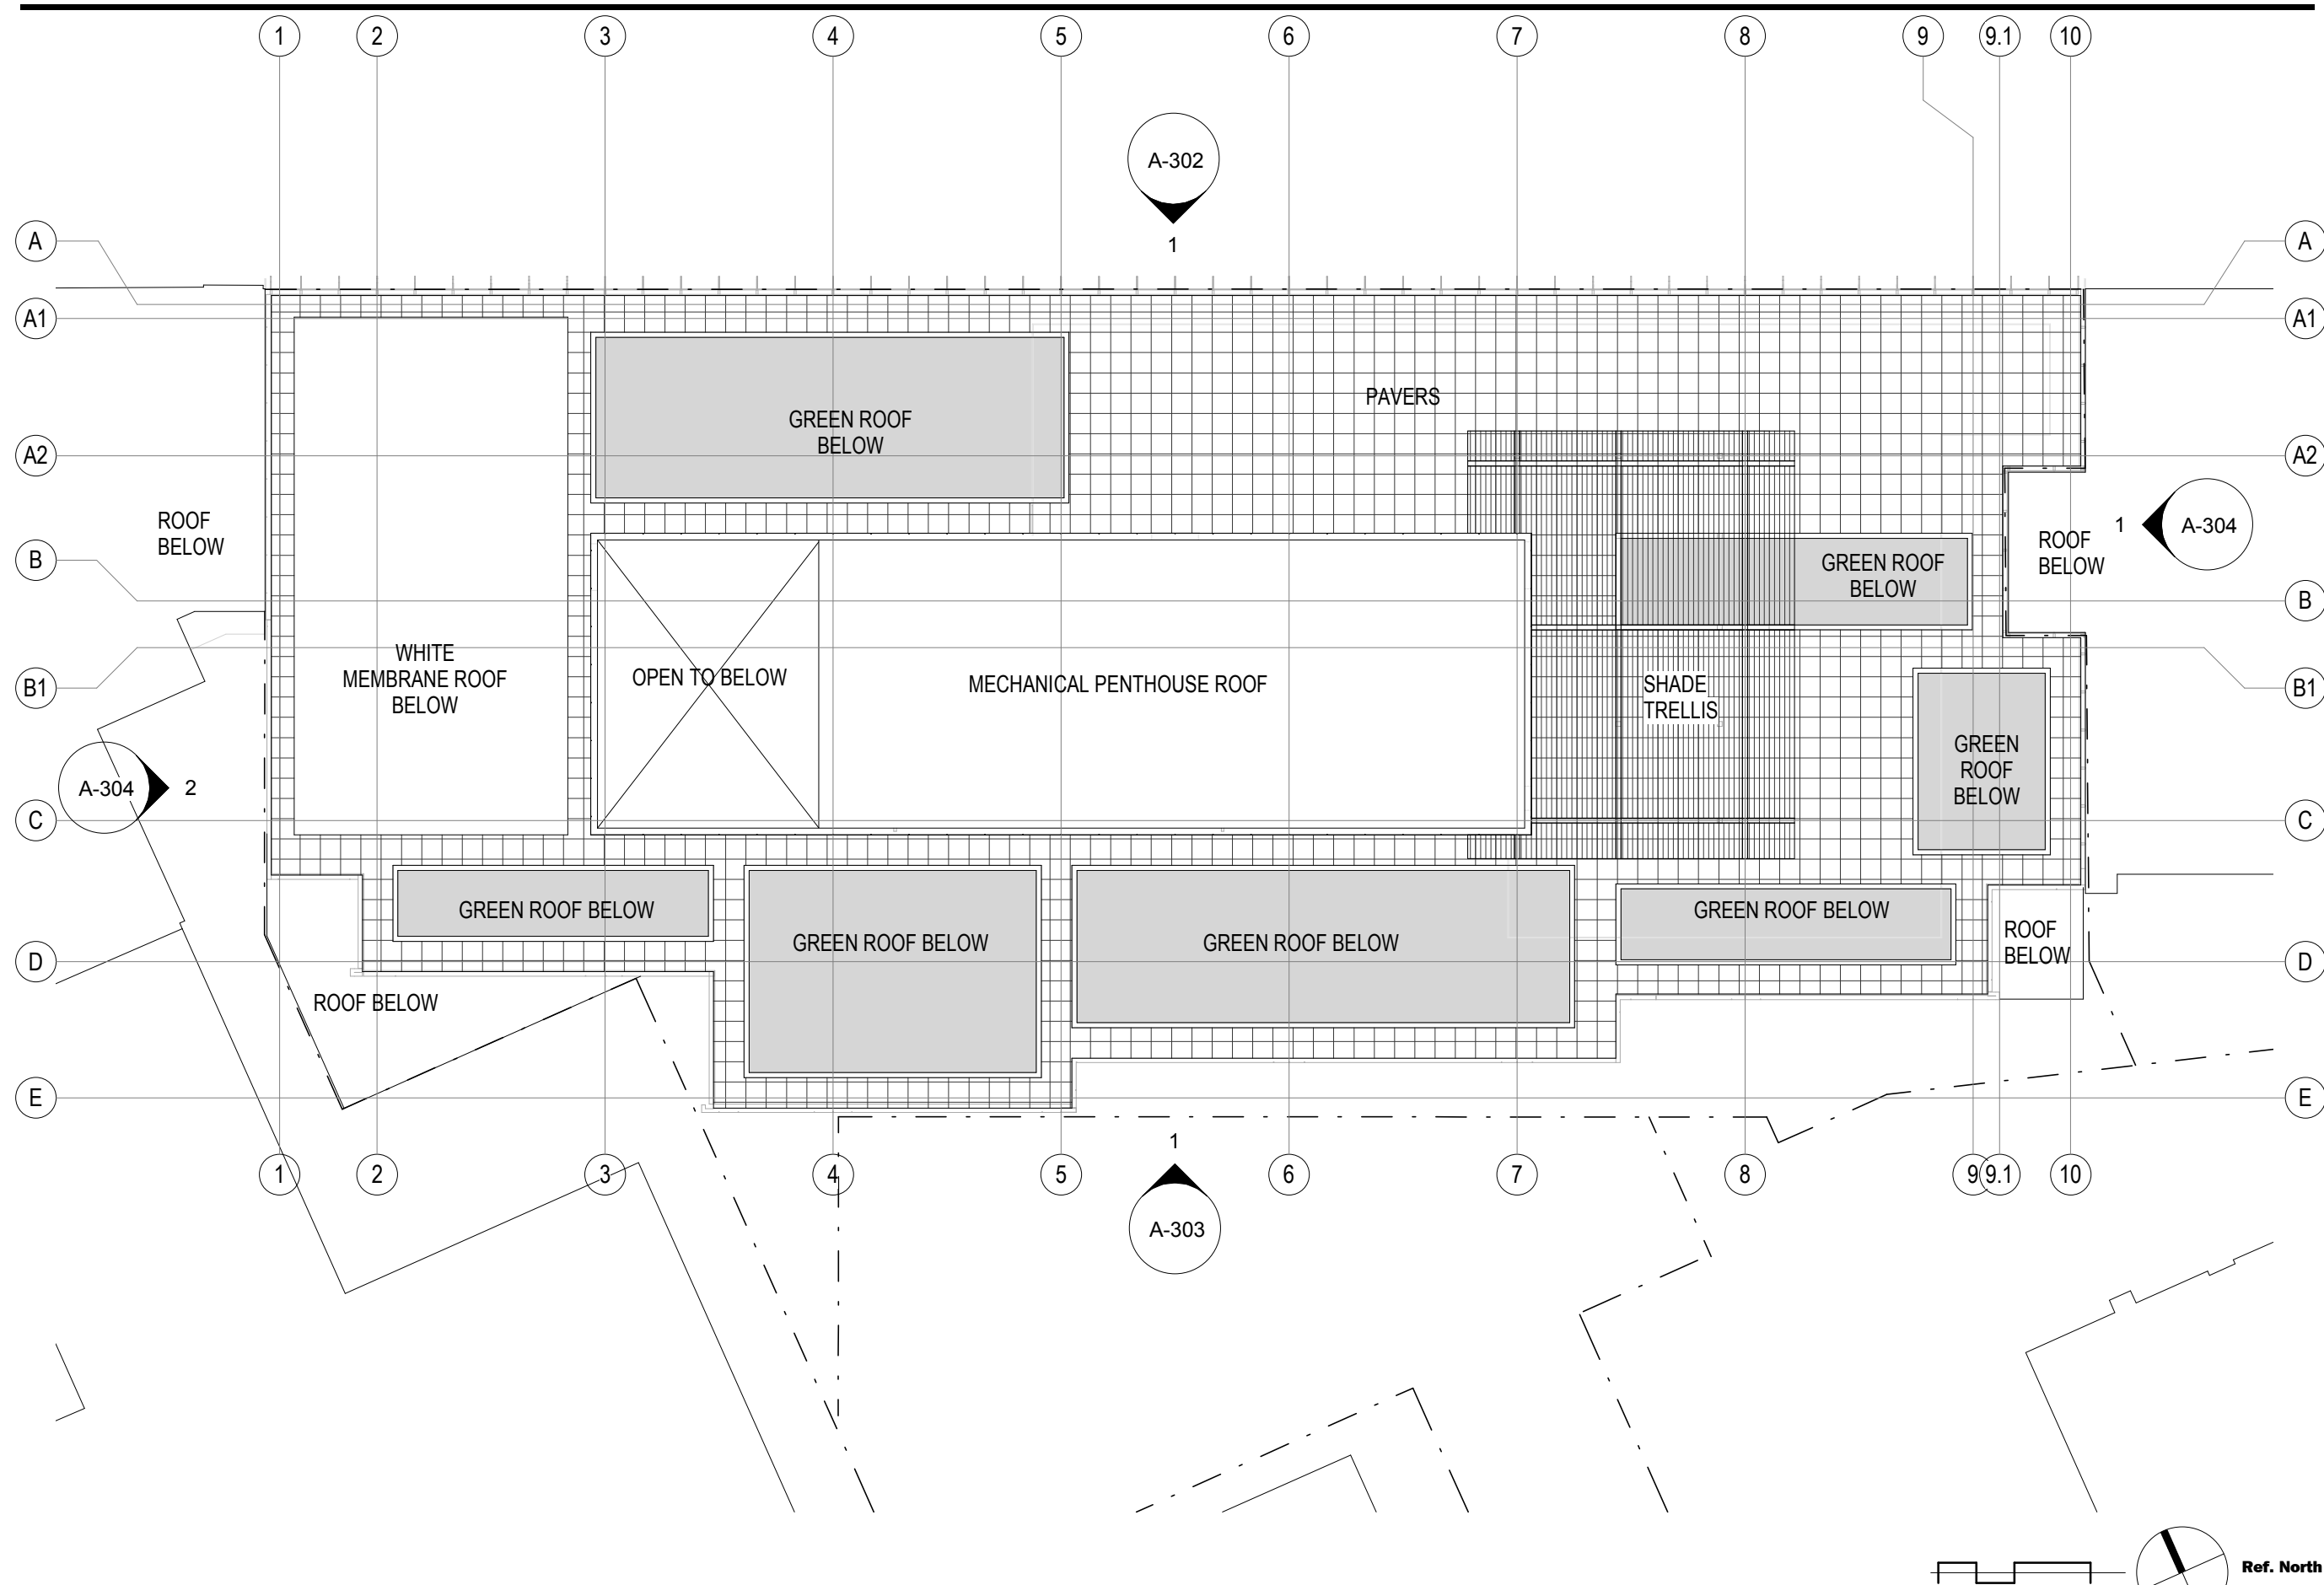 1 2 3 4 5 6 7 8 9 9.1 10
A-302
1
A A
A1 A1
PAVERS
GREEN ROOF
BELOW
A2 A2
ROOF
BELOW
1 A-304
ROOF
BELOW
B B
GREEN ROOF
BELOW
WHITE
MEMBRANE ROOF
BELOW
OPEN TO BELOW
MECHANICAL PENTHOUSE ROOF
SHADE
TRELLIS
B1 B1
GREEN
ROOF
BELOW
A-304 2
C C
GREEN ROOF BELOW
GREEN ROOF BELOW
GREEN ROOF BELOW
GREEN ROOF BELOW
ROOF
BELOW
D D
ROOF BELOW
E E
1
A-303
1 2 3 4 5 6 7 8 9 9.1 10
Ref. North